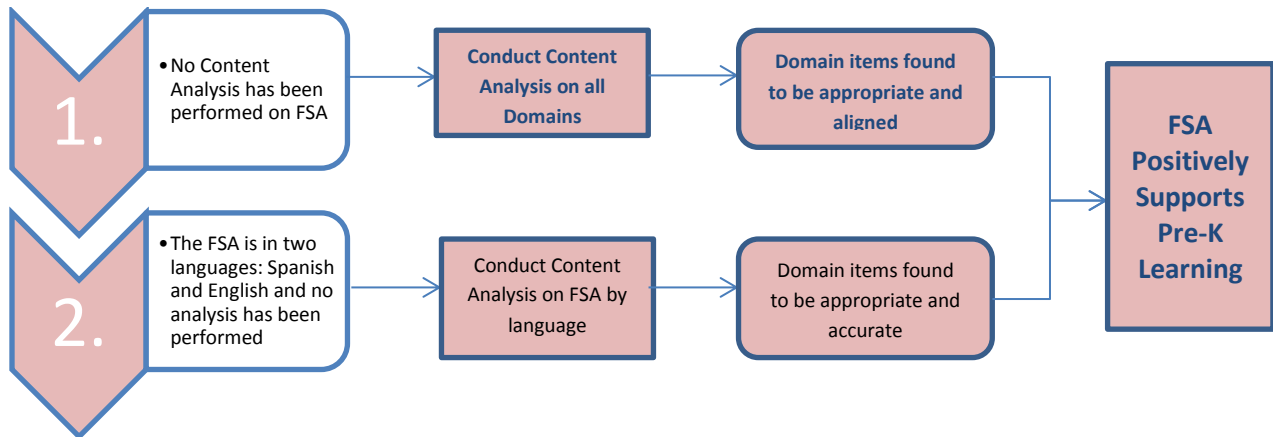 1.
•No Content
Analysis has been
performed on FSA
Conduct Content
Analysis on all
Domains
Domain items found
to be appropriate and
aligned
2.
•The FSA is in two
languages: Spanish
and English and no
analysis has been
performed
Conduct Content
Analysis on FSA by
language
Domain items found
to be appropriate and
accurate
FSA
Positively
Supports
Pre-K
Learning